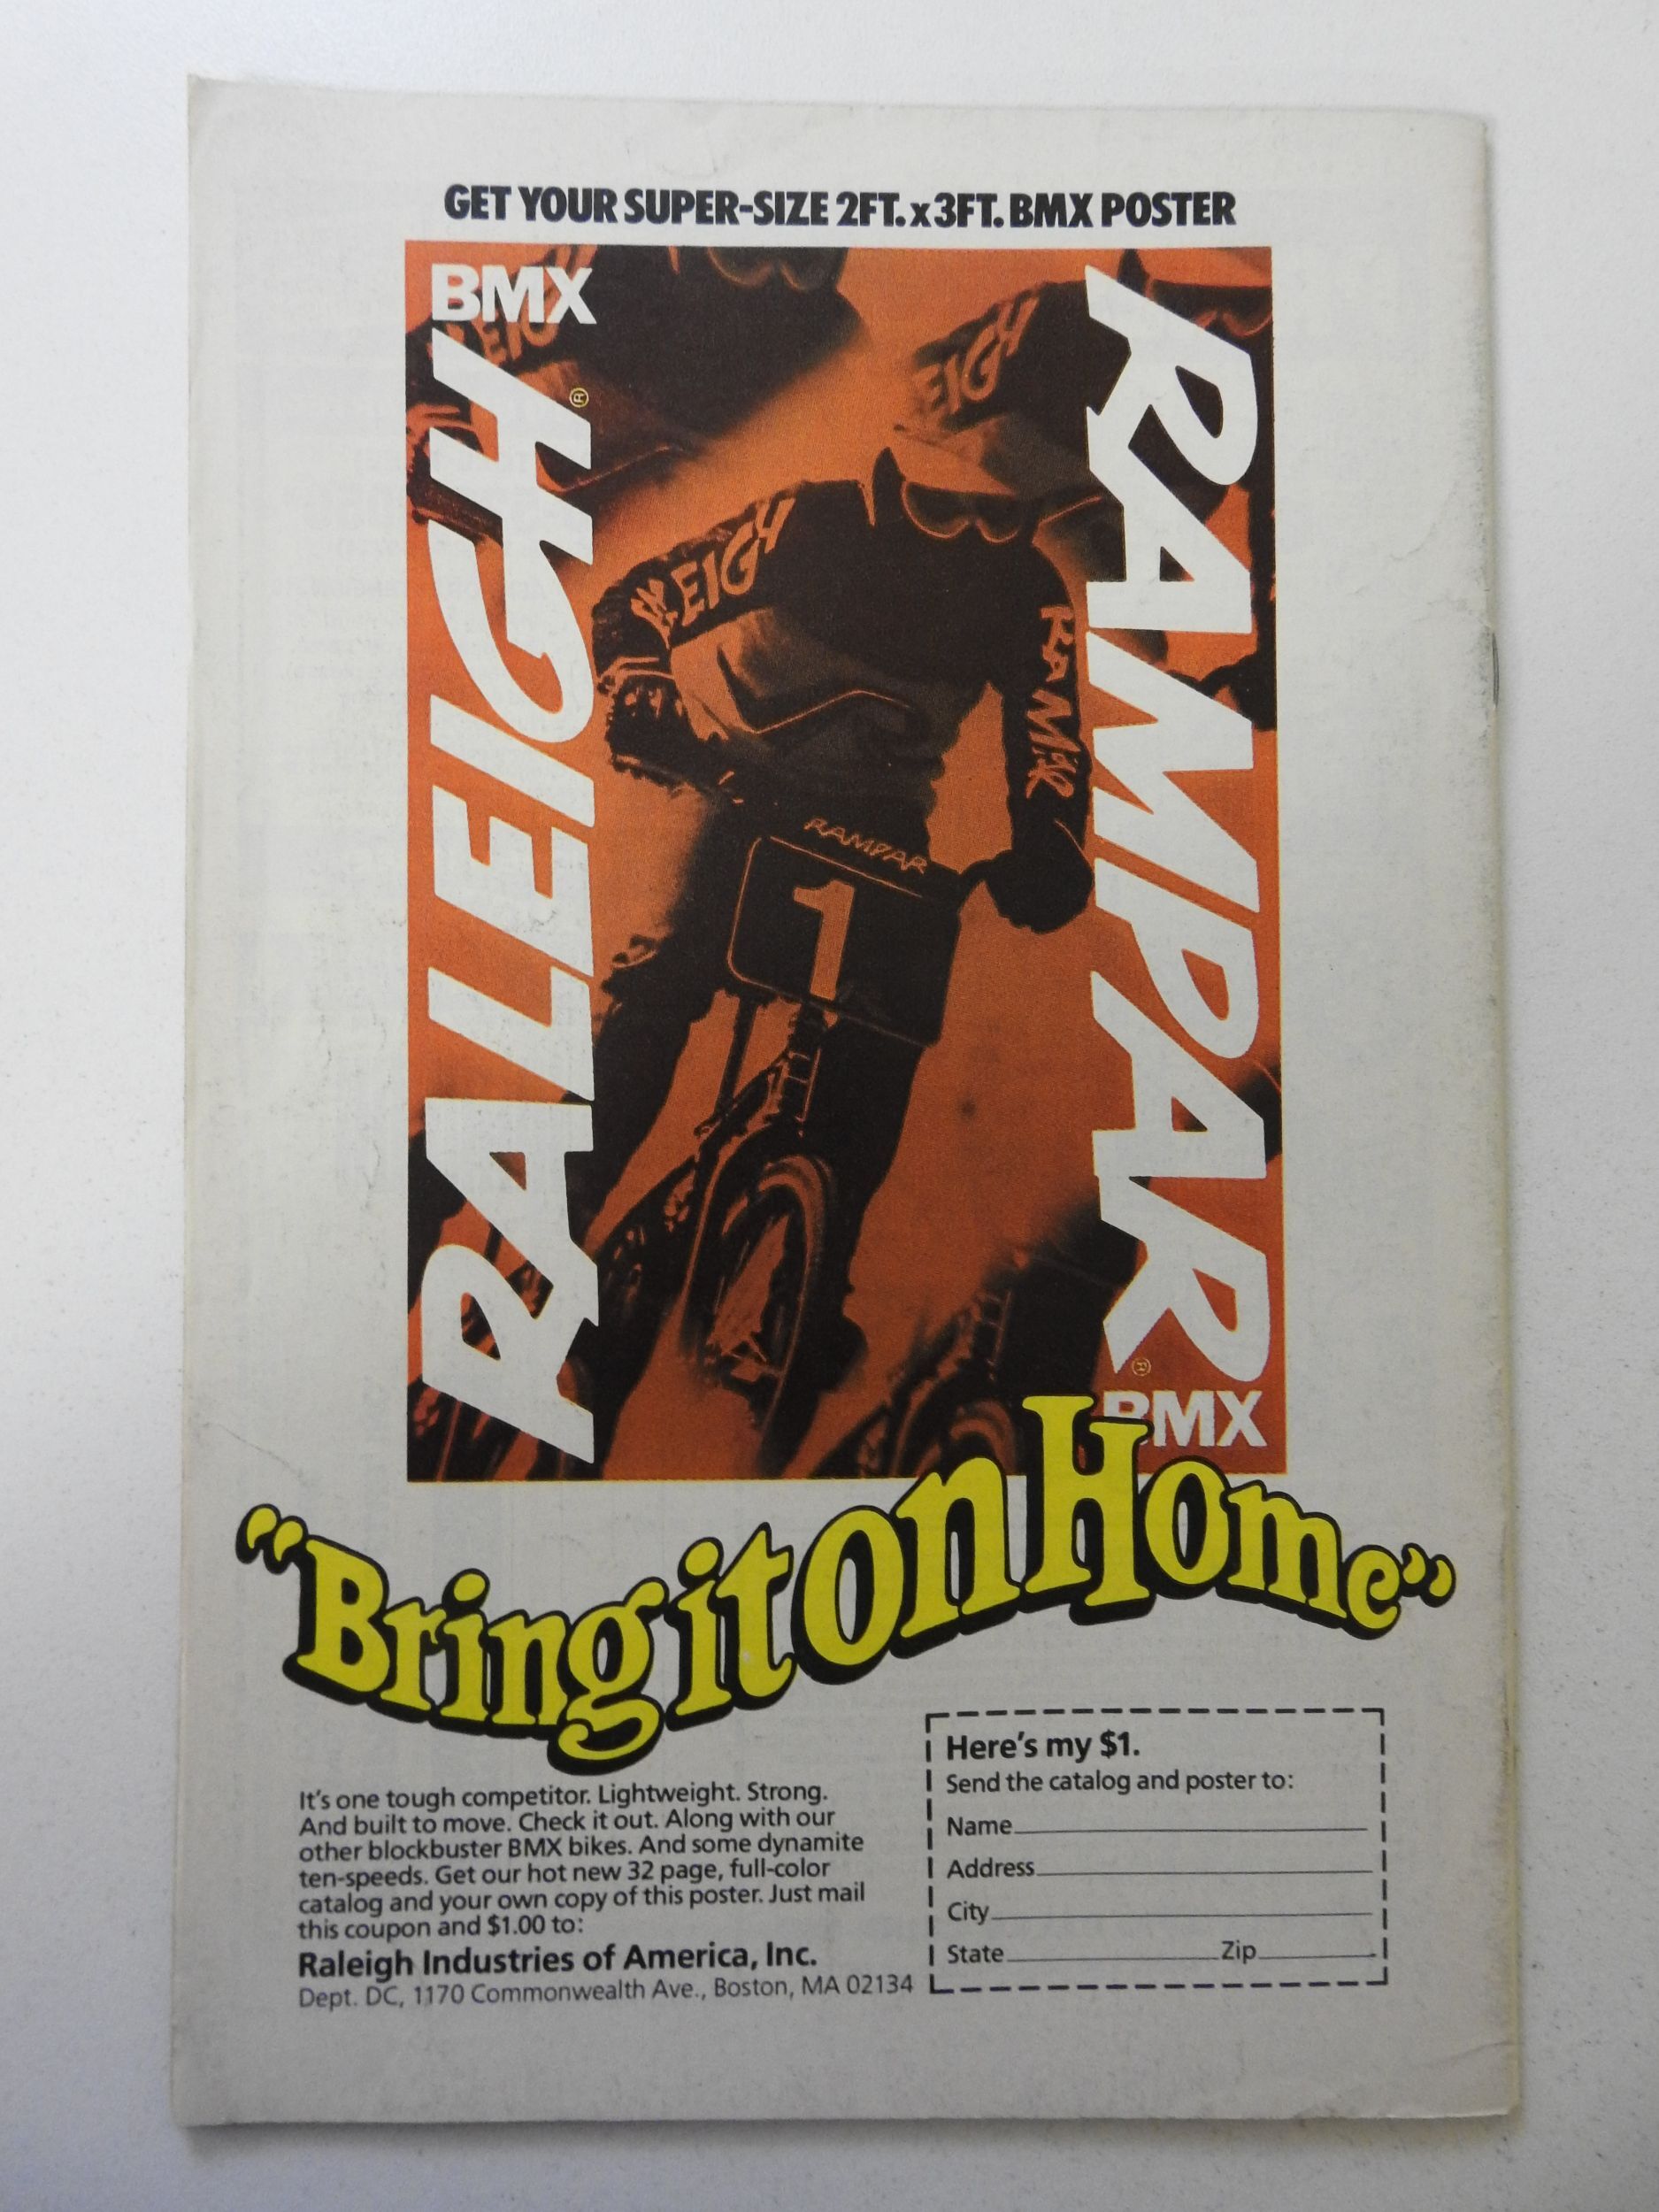 GET YOUR SUPER-SIZE 2FT. x 3FT. BMX POSTER
BMX
RALEIGH®
EIGH
EIGH
LEIGH
RAMPAR
RAMPAR
1
RAMPAR®
BMX
“Bring it on Home”
It's one tough competitor. Lightweight. Strong.
And built to move. Check it out. Along with our
other blockbuster BMX bikes. And some dynamite
ten-speeds. Get our hot new 32 page, full-color
catalog and your own copy of this poster. Just mail
this coupon and $1.00 to:
Raleigh Industries of America, Inc.
Dept. DC, 1170 Commonwealth Ave., Boston, MA 02134
Here's my $1.
Send the catalog and poster to:
Name
Address
City
State Zip